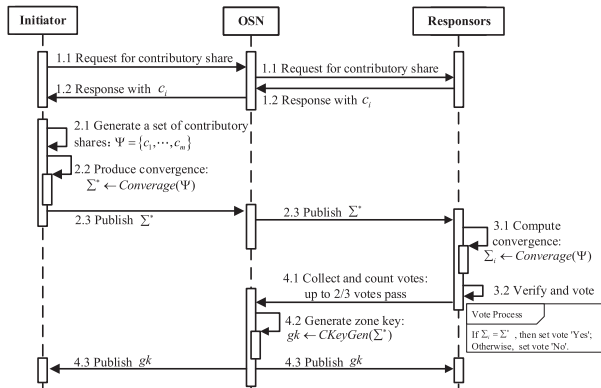 Initiator
OSN
Responsors
1.1 Request for contributory share
1.1 Request for contributory share
1.2 Response with c_i
1.2 Response with c_i
2.1 Generate a set of contributory
shares: Ψ = {c_1,⋯,c_m}
2.2 Produce convergence:
Σ* ← Converage(Ψ)
2.3 Publish Σ*
2.3 Publish Σ*
3.1 Compute
convergence:
Σ_i ← Converage(Ψ)
4.1 Collect and count votes:
up to 2/3 votes pass
3.2 Verify and vote
Vote Process
If Σ_i = Σ* , then set vote 'Yes';
Otherwise, set vote 'No'.
4.2 Generate zone key:
gk ← CKeyGen(Σ*)
4.3 Publish gk
4.3 Publish gk